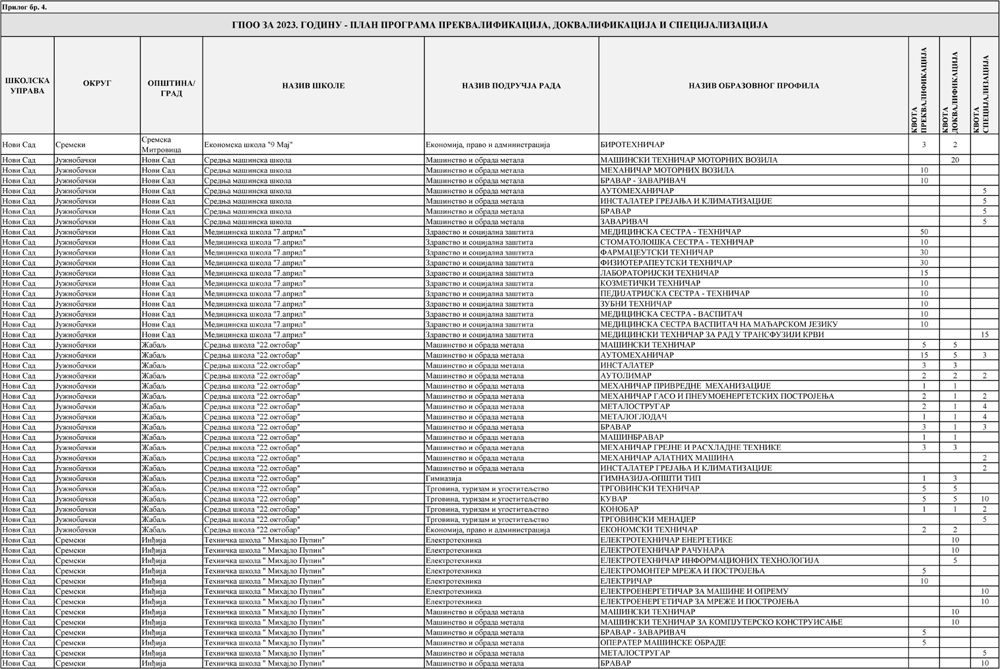 Прилог бр. 4.
ГПОО ЗА 2023. ГОДИНУ - ПЛАН ПРОГРАМА ПРЕКВАЛИФИКАЦИЈА, ДОКВАЛИФИКАЦИЈА И СПЕЦИЈАЛИЗАЦИЈА
ШКОЛСКА УПРАВА ОКРУГ ОПШТИНА/ ГРАД НАЗИВ ШКОЛЕ НАЗИВ ПОДРУЧЈА РАДА НАЗИВ ОБРАЗОВНОГ ПРОФИЛА КВОТА ПРЕКВАЛИФИКАЦИЈА КВОТА ДОКВАЛИФИКАЦИЈА КВОТА СПЕЦИЈАЛИЗАЦИЈА
Нови Сад Сремски Сремска Митровица Економска школа "9 Мај" Економија, право и администрација БИРОТЕХНИЧАР 3 2
Нови Сад Јужнобачки Нови Сад Средња машинска школа Машинство и обрада метала МАШИНСКИ ТЕХНИЧАР МОТОРНИХ ВОЗИЛА 20
Нови Сад Јужнобачки Нови Сад Средња машинска школа Машинство и обрада метала МЕХАНИЧАР МОТОРНИХ ВОЗИЛА 10
Нови Сад Јужнобачки Нови Сад Средња машинска школа Машинство и обрада метала БРАВАР - ЗАВАРИВАЧ 10
Нови Сад Јужнобачки Нови Сад Средња машинска школа Машинство и обрада метала АУТОМЕХАНИЧАР 5
Нови Сад Јужнобачки Нови Сад Средња машинска школа Машинство и обрада метала ИНСТАЛАТЕР ГРЕЈАЊА И КЛИМАТИЗАЦИЈЕ 5
Нови Сад Јужнобачки Нови Сад Средња машинска школа Машинство и обрада метала БРАВАР 5
Нови Сад Јужнобачки Нови Сад Средња машинска школа Машинство и обрада метала ЗАВАРИВАЧ 5
Нови Сад Јужнобачки Нови Сад Медицинска школа "7.април" Здравство и социјална заштита МЕДИЦИНСКА СЕСТРА - ТЕХНИЧАР 50
Нови Сад Јужнобачки Нови Сад Медицинска школа "7.април" Здравство и социјална заштита СТОМАТОЛОШКА СЕСТРА - ТЕХНИЧАР 10
Нови Сад Јужнобачки Нови Сад Медицинска школа "7.април" Здравство и социјална заштита ФАРМАЦЕУТСКИ ТЕХНИЧАР 30
Нови Сад Јужнобачки Нови Сад Медицинска школа "7.април" Здравство и социјална заштита ФИЗИОТЕРАПЕУТСКИ ТЕХНИЧАР 30
Нови Сад Јужнобачки Нови Сад Медицинска школа "7.април" Здравство и социјална заштита ЛАБОРАТОРИЈСКИ ТЕХНИЧАР 15
Нови Сад Јужнобачки Нови Сад Медицинска школа "7.април" Здравство и социјална заштита КОЗМЕТИЧКИ ТЕХНИЧАР 10
Нови Сад Јужнобачки Нови Сад Медицинска школа "7.април" Здравство и социјална заштита ПЕДИЈАТРИЈСКА СЕСТРА - ТЕХНИЧАР 10
Нови Сад Јужнобачки Нови Сад Медицинска школа "7.април" Здравство и социјална заштита ЗУБНИ ТЕХНИЧАР 10
Нови Сад Јужнобачки Нови Сад Медицинска школа "7.април" Здравство и социјална заштита МЕДИЦИНСКА СЕСТРА - ВАСПИТАЧ 10
Нови Сад Јужнобачки Нови Сад Медицинска школа "7.април" Здравство и социјална заштита МЕДИЦИНСКА СЕСТРА ВАСПИТАЧ НА МАЂАРСКОМ ЈЕЗИКУ 10
Нови Сад Јужнобачки Нови Сад Медицинска школа "7.април" Здравство и социјална заштита МЕДИЦИНСКИ ТЕХНИЧАР ЗА РАД У ТРАНСФУЗИЈИ КРВИ 15
Нови Сад Јужнобачки Жабаљ Средња школа "22.октобар" Машинство и обрада метала МАШИНСКИ ТЕХНИЧАР 5 5
Нови Сад Јужнобачки Жабаљ Средња школа "22.октобар" Машинство и обрада метала АУТОМЕХАНИЧАР 15 5 3
Нови Сад Јужнобачки Жабаљ Средња школа "22.октобар" Машинство и обрада метала ИНСТАЛАТЕР 3 3
Нови Сад Јужнобачки Жабаљ Средња школа "22.октобар" Машинство и обрада метала АУТОЛИМАР 2 2 2
Нови Сад Јужнобачки Жабаљ Средња школа "22.октобар" Машинство и обрада метала МЕХАНИЧАР ПРИВРЕДНЕ МЕХАНИЗАЦИЈЕ 1 1
Нови Сад Јужнобачки Жабаљ Средња школа "22.октобар" Машинство и обрада метала МЕХАНИЧАР ГАСО И ПНЕУМОЕНЕРГЕТСКИХ ПОСТРОЈЕЊА 2 1 2
Нови Сад Јужнобачки Жабаљ Средња школа "22.октобар" Машинство и обрада метала МЕТАЛОСТРУГАР 2 1 4
Нови Сад Јужнобачки Жабаљ Средња школа "22.октобар" Машинство и обрада метала МЕТАЛОГЛОДАЧ 1 1 4
Нови Сад Јужнобачки Жабаљ Средња школа "22.октобар" Машинство и обрада метала БРАВАР 3 1 3
Нови Сад Јужнобачки Жабаљ Средња школа "22.октобар" Машинство и обрада метала МАШИНБРАВАР 1 1
Нови Сад Јужнобачки Жабаљ Средња школа "22.октобар" Машинство и обрада метала МЕХАНИЧАР ГРЕЈНЕ И РАСХЛАДНЕ ТЕХНИКЕ 3 3
Нови Сад Јужнобачки Жабаљ Средња школа "22.октобар" Машинство и обрада метала МЕХАНИЧАР АЛАТНИХ МАШИНА 2
Нови Сад Јужнобачки Жабаљ Средња школа "22.октобар" Машинство и обрада метала ИНСТАЛАТЕР ГРЕЈАЊА И КЛИМАТИЗАЦИЈЕ 2
Нови Сад Јужнобачки Жабаљ Средња школа "22.октобар" Гимназија ГИМНАЗИЈА-ОПШТИ ТИП 1 3
Нови Сад Јужнобачки Жабаљ Средња школа "22.октобар" Трговина, туризам и угоститељство ТРГОВИНСКИ ТЕХНИЧАР 5 5
Нови Сад Јужнобачки Жабаљ Средња школа "22.октобар" Трговина, туризам и угоститељство КУВАР 5 5 10
Нови Сад Јужнобачки Жабаљ Средња школа "22.октобар" Трговина, туризам и угоститељство КОНОБАР 1 1 2
Нови Сад Јужнобачки Жабаљ Средња школа "22.октобар" Трговина, туризам и угоститељство ТРГОВИНСКИ МЕНАЏЕР 5
Нови Сад Јужнобачки Жабаљ Средња школа "22.октобар" Економија, право и администрација ЕКОНОМСКИ ТЕХНИЧАР 2 2
Нови Сад Сремски Инђија Техничка школа " Михајло Пупин" Електротехника ЕЛЕКТРОТЕХНИЧАР ЕНЕРГЕТИКЕ 10
Нови Сад Сремски Инђија Техничка школа " Михајло Пупин" Електротехника ЕЛЕКТРОТЕХНИЧАР РАЧУНАРА 10
Нови Сад Сремски Инђија Техничка школа " Михајло Пупин" Електротехника ЕЛЕКТРОТЕХНИЧАР ИНФОРМАЦИОНИХ ТЕХНОЛОГИЈА 5
Нови Сад Сремски Инђија Техничка школа " Михајло Пупин" Електротехника ЕЛЕКТРОМОНТЕР МРЕЖА И ПОСТРОЈЕЊА 5
Нови Сад Сремски Инђија Техничка школа " Михајло Пупин" Електротехника ЕЛЕКТРИЧАР 10
Нови Сад Сремски Инђија Техничка школа " Михајло Пупин" Електротехника ЕЛЕКТРОЕНЕРГЕТИЧАР ЗА МАШИНЕ И ОПРЕМУ 10
Нови Сад Сремски Инђија Техничка школа " Михајло Пупин" Електротехника ЕЛЕКТРОЕНЕРГЕТИЧАР ЗА МРЕЖЕ И ПОСТРОЈЕЊА 10
Нови Сад Сремски Инђија Техничка школа " Михајло Пупин" Машинство и обрада метала МАШИНСКИ ТЕХНИЧАР 10
Нови Сад Сремски Инђија Техничка школа " Михајло Пупин" Машинство и обрада метала МАШИНСКИ ТЕХНИЧАР ЗА КОМПЈУТЕРСКО КОНСТРУИСАЊЕ 10
Нови Сад Сремски Инђија Техничка школа " Михајло Пупин" Машинство и обрада метала БРАВАР - ЗАВАРИВАЧ 5
Нови Сад Сремски Инђија Техничка школа " Михајло Пупин" Машинство и обрада метала ОПЕРАТЕР МАШИНСКЕ ОБРАДЕ 5
Нови Сад Сремски Инђија Техничка школа " Михајло Пупин" Машинство и обрада метала МЕТАЛОСТРУГАР 5
Нови Сад Сремски Инђија Техничка школа " Михајло Пупин" Машинство и обрада метала БРАВАР 10